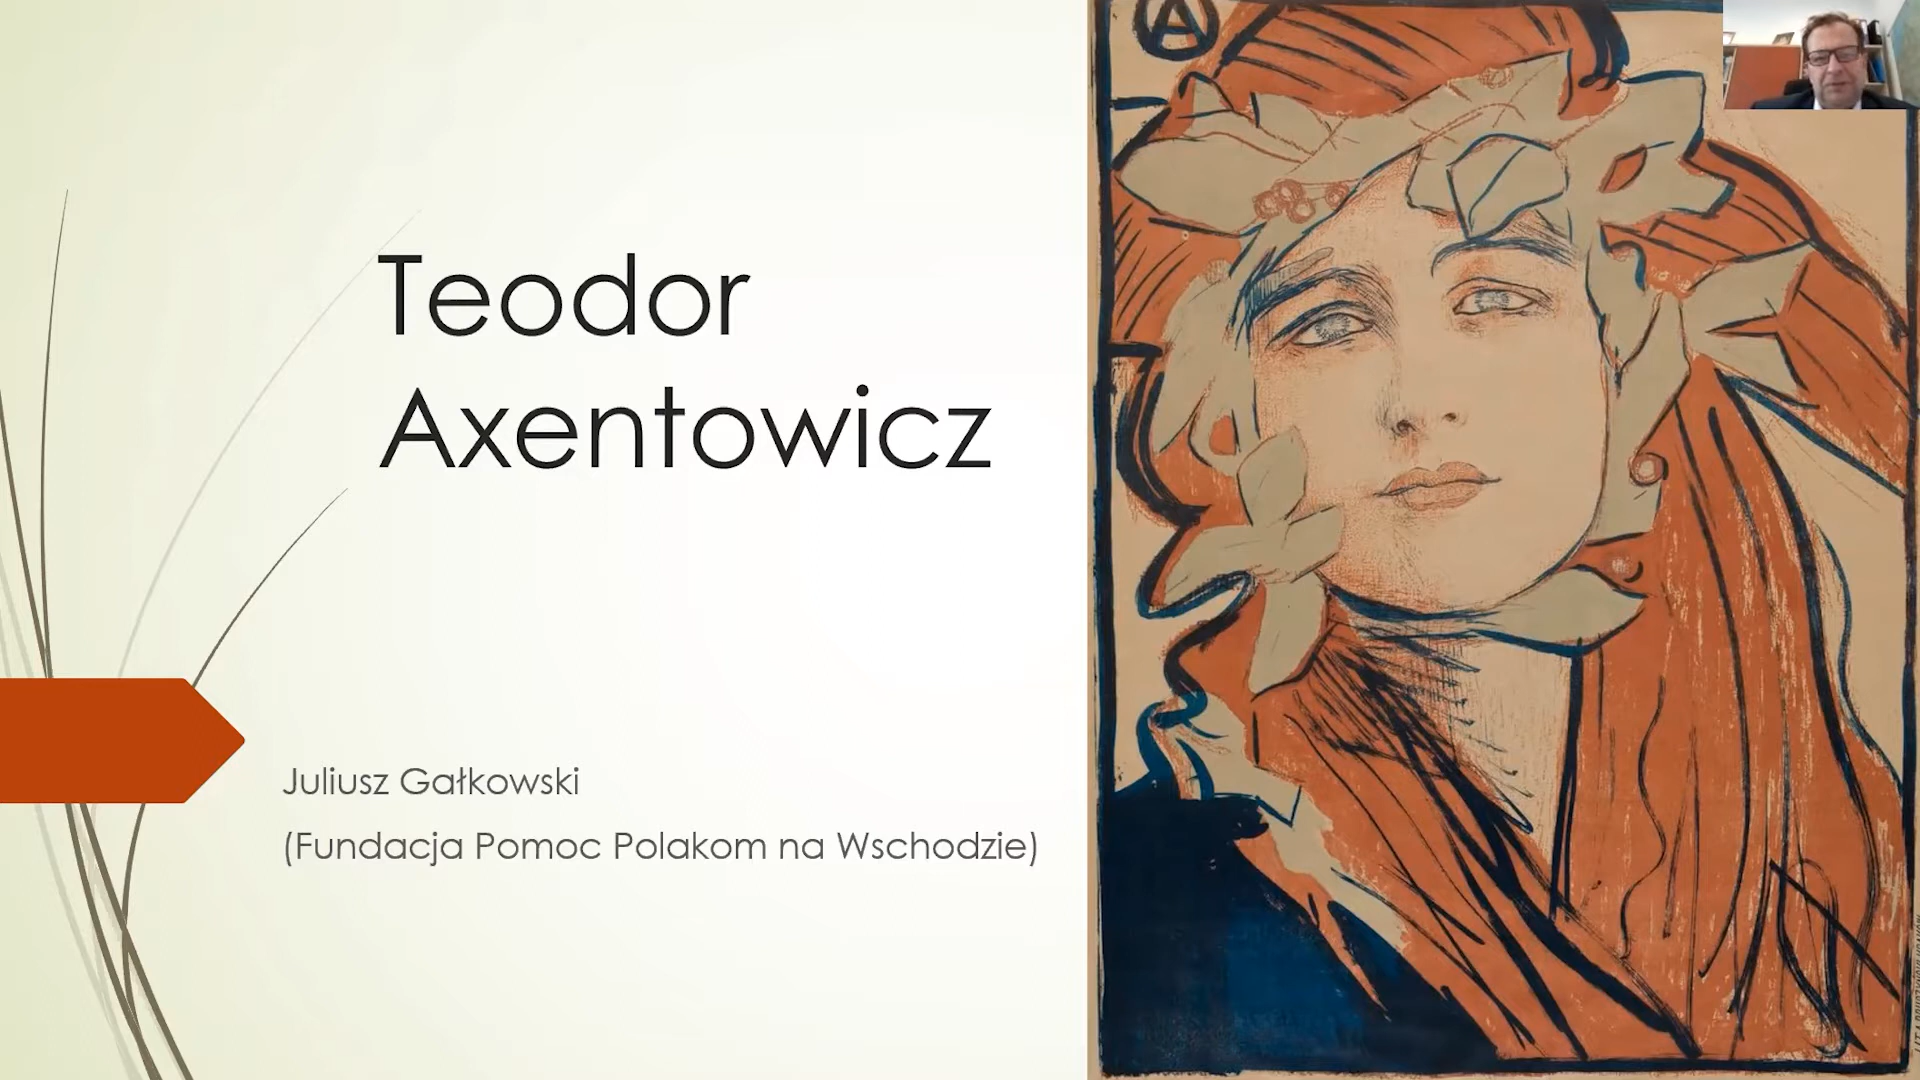 Teodor
Axentowicz
Juliusz Gałkowski
(Fundacja Pomoc Polakom na Wschodzie)
A